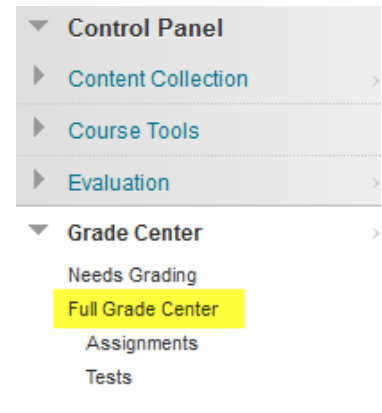 Control Panel
Content Collection
Course Tools
Evaluation
Grade Center
Needs Grading
Full Grade Center
Assignments
Tests